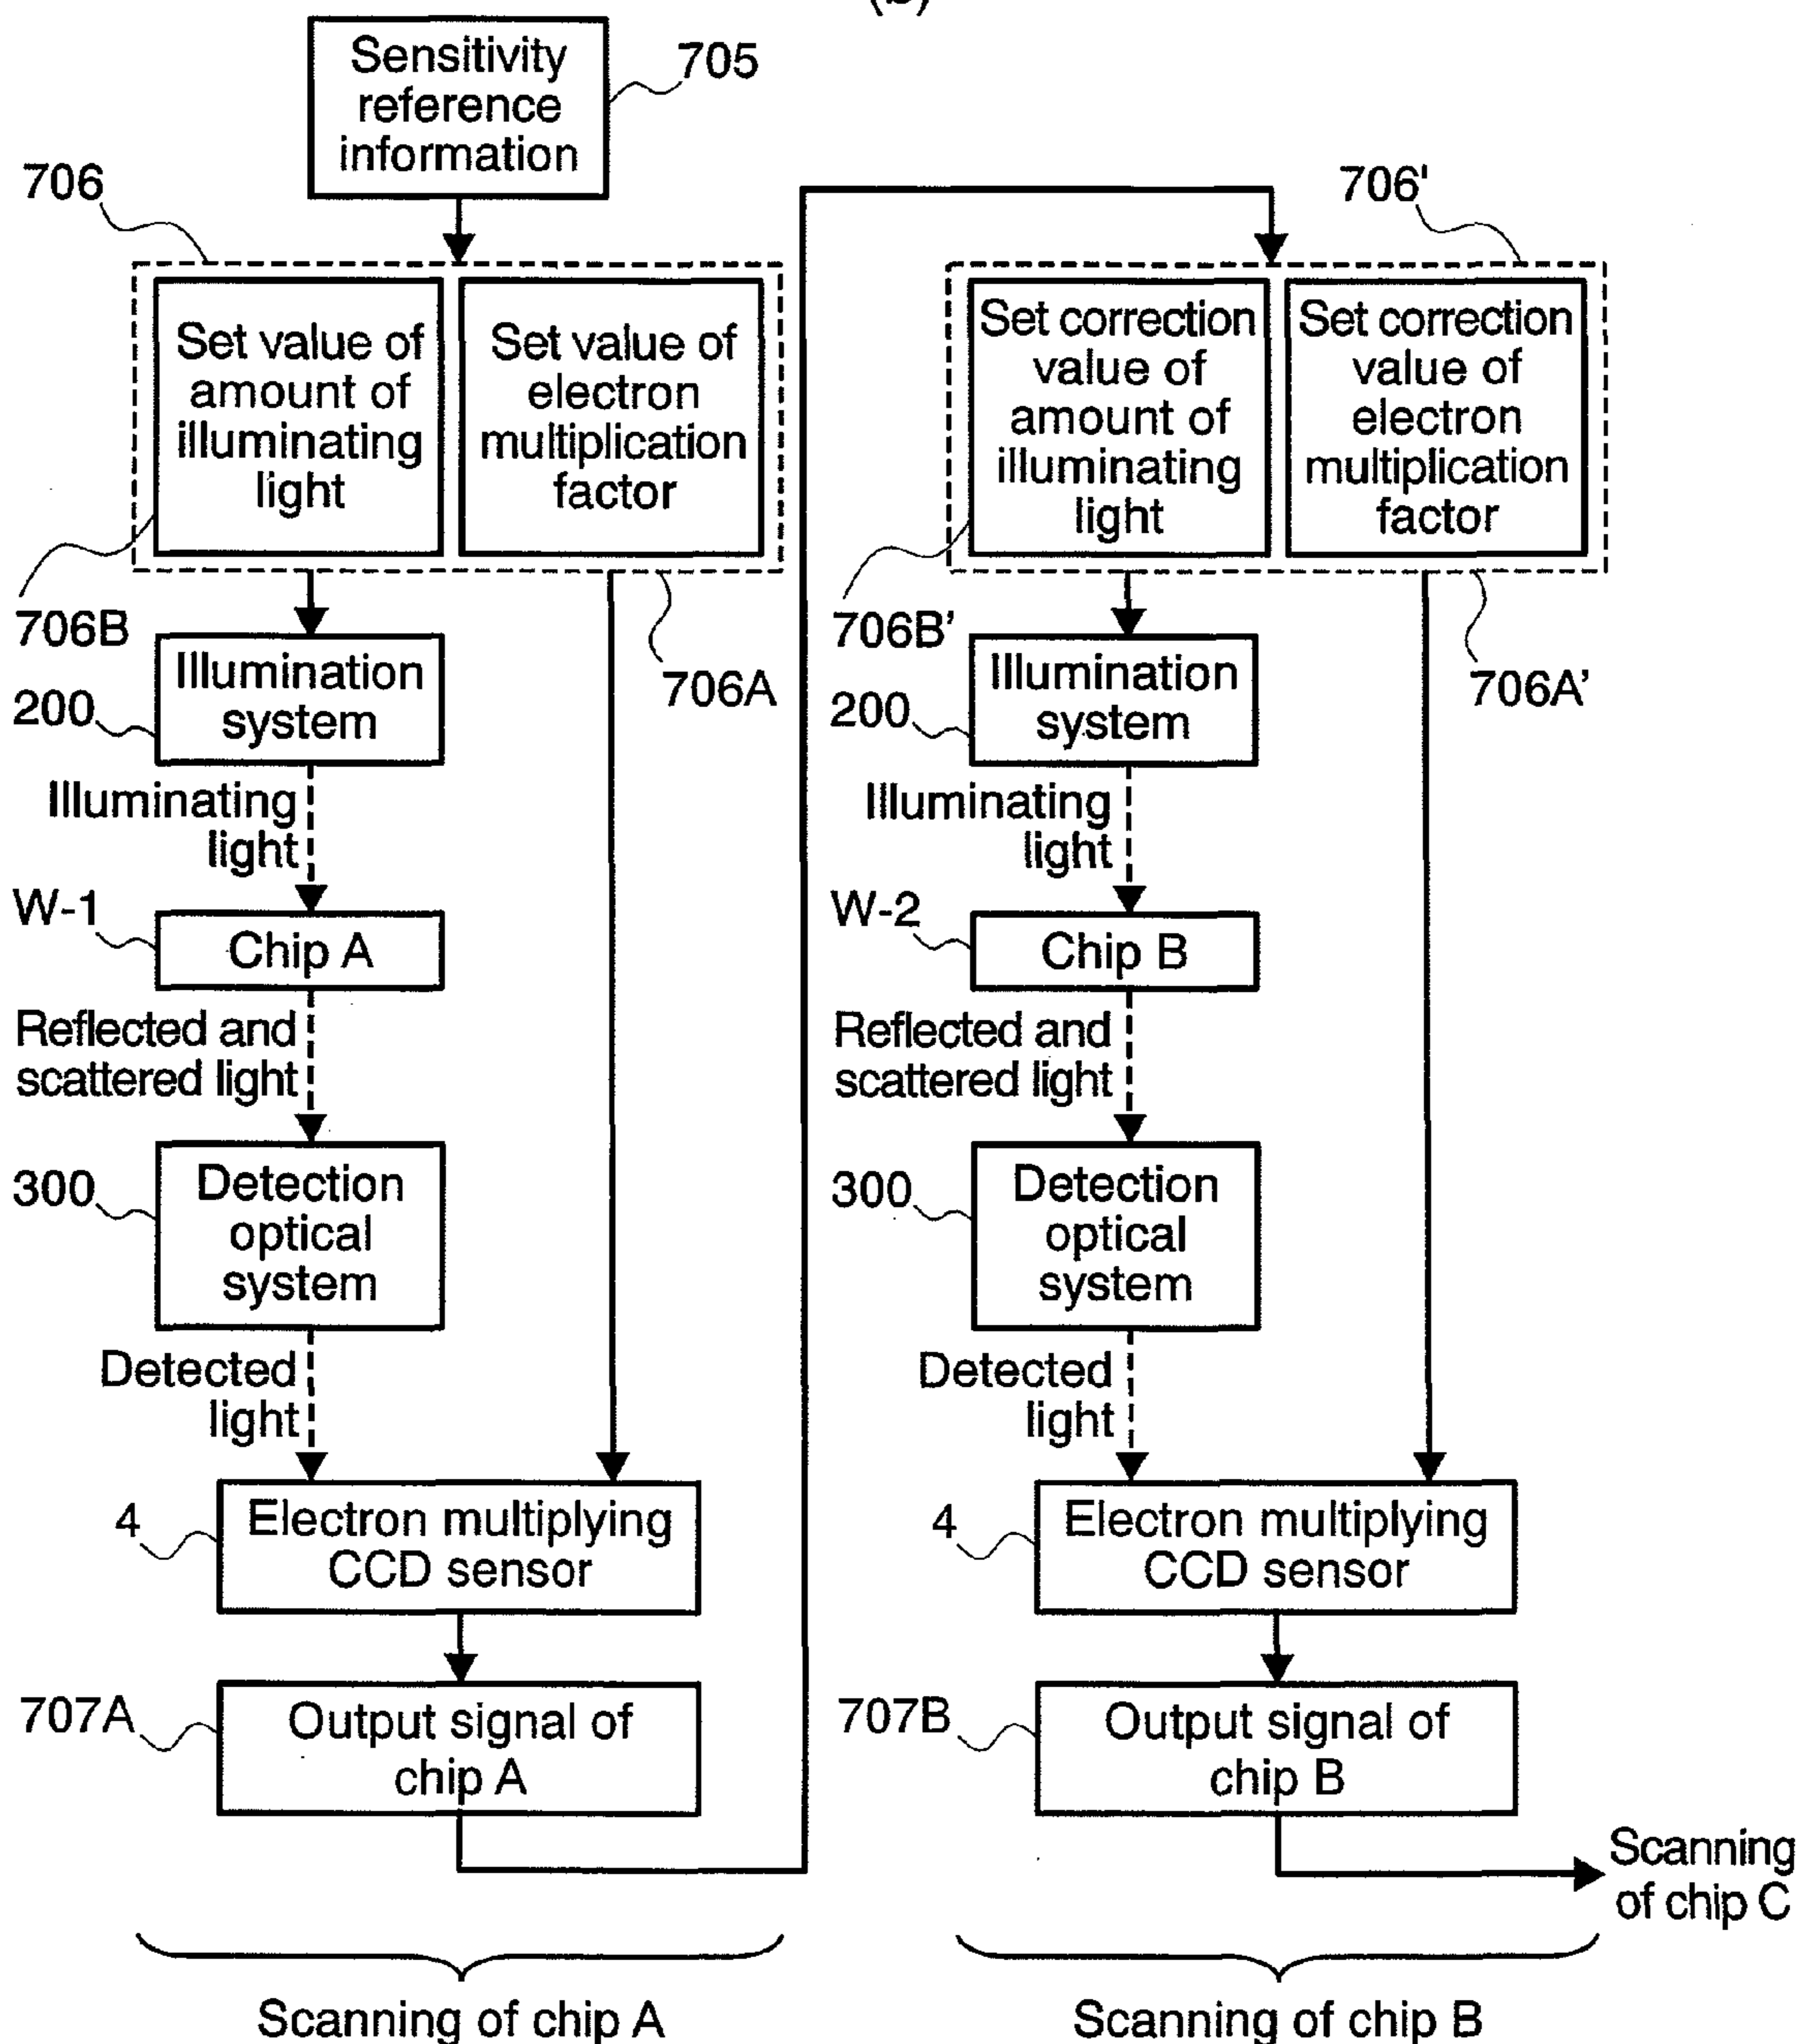 (b)
Sensitivity
reference
information
705
706
Set value of
amount of
illuminating
light
Set value of
electron
multiplication
factor
706B
706A
Illumination
system
200
Illuminating
light
W-1
Chip A
Reflected and
scattered light
300
Detection
optical
system
Detected
light
4
Electron multiplying
CCD sensor
707A
Output signal of
chip A
Scanning of chip A
706'
Set correction
value of
amount of
illuminating
light
Set correction
value of
electron
multiplication
factor
706B’
706A’
Illumination
system
200
Illuminating
light
W-2
Chip B
Reflected and
scattered light
300
Detection
optical
system
Detected
light
4
Electron multiplying
CCD sensor
707B
Output signal of
chip B
Scanning
of chip C
Scanning of chip B